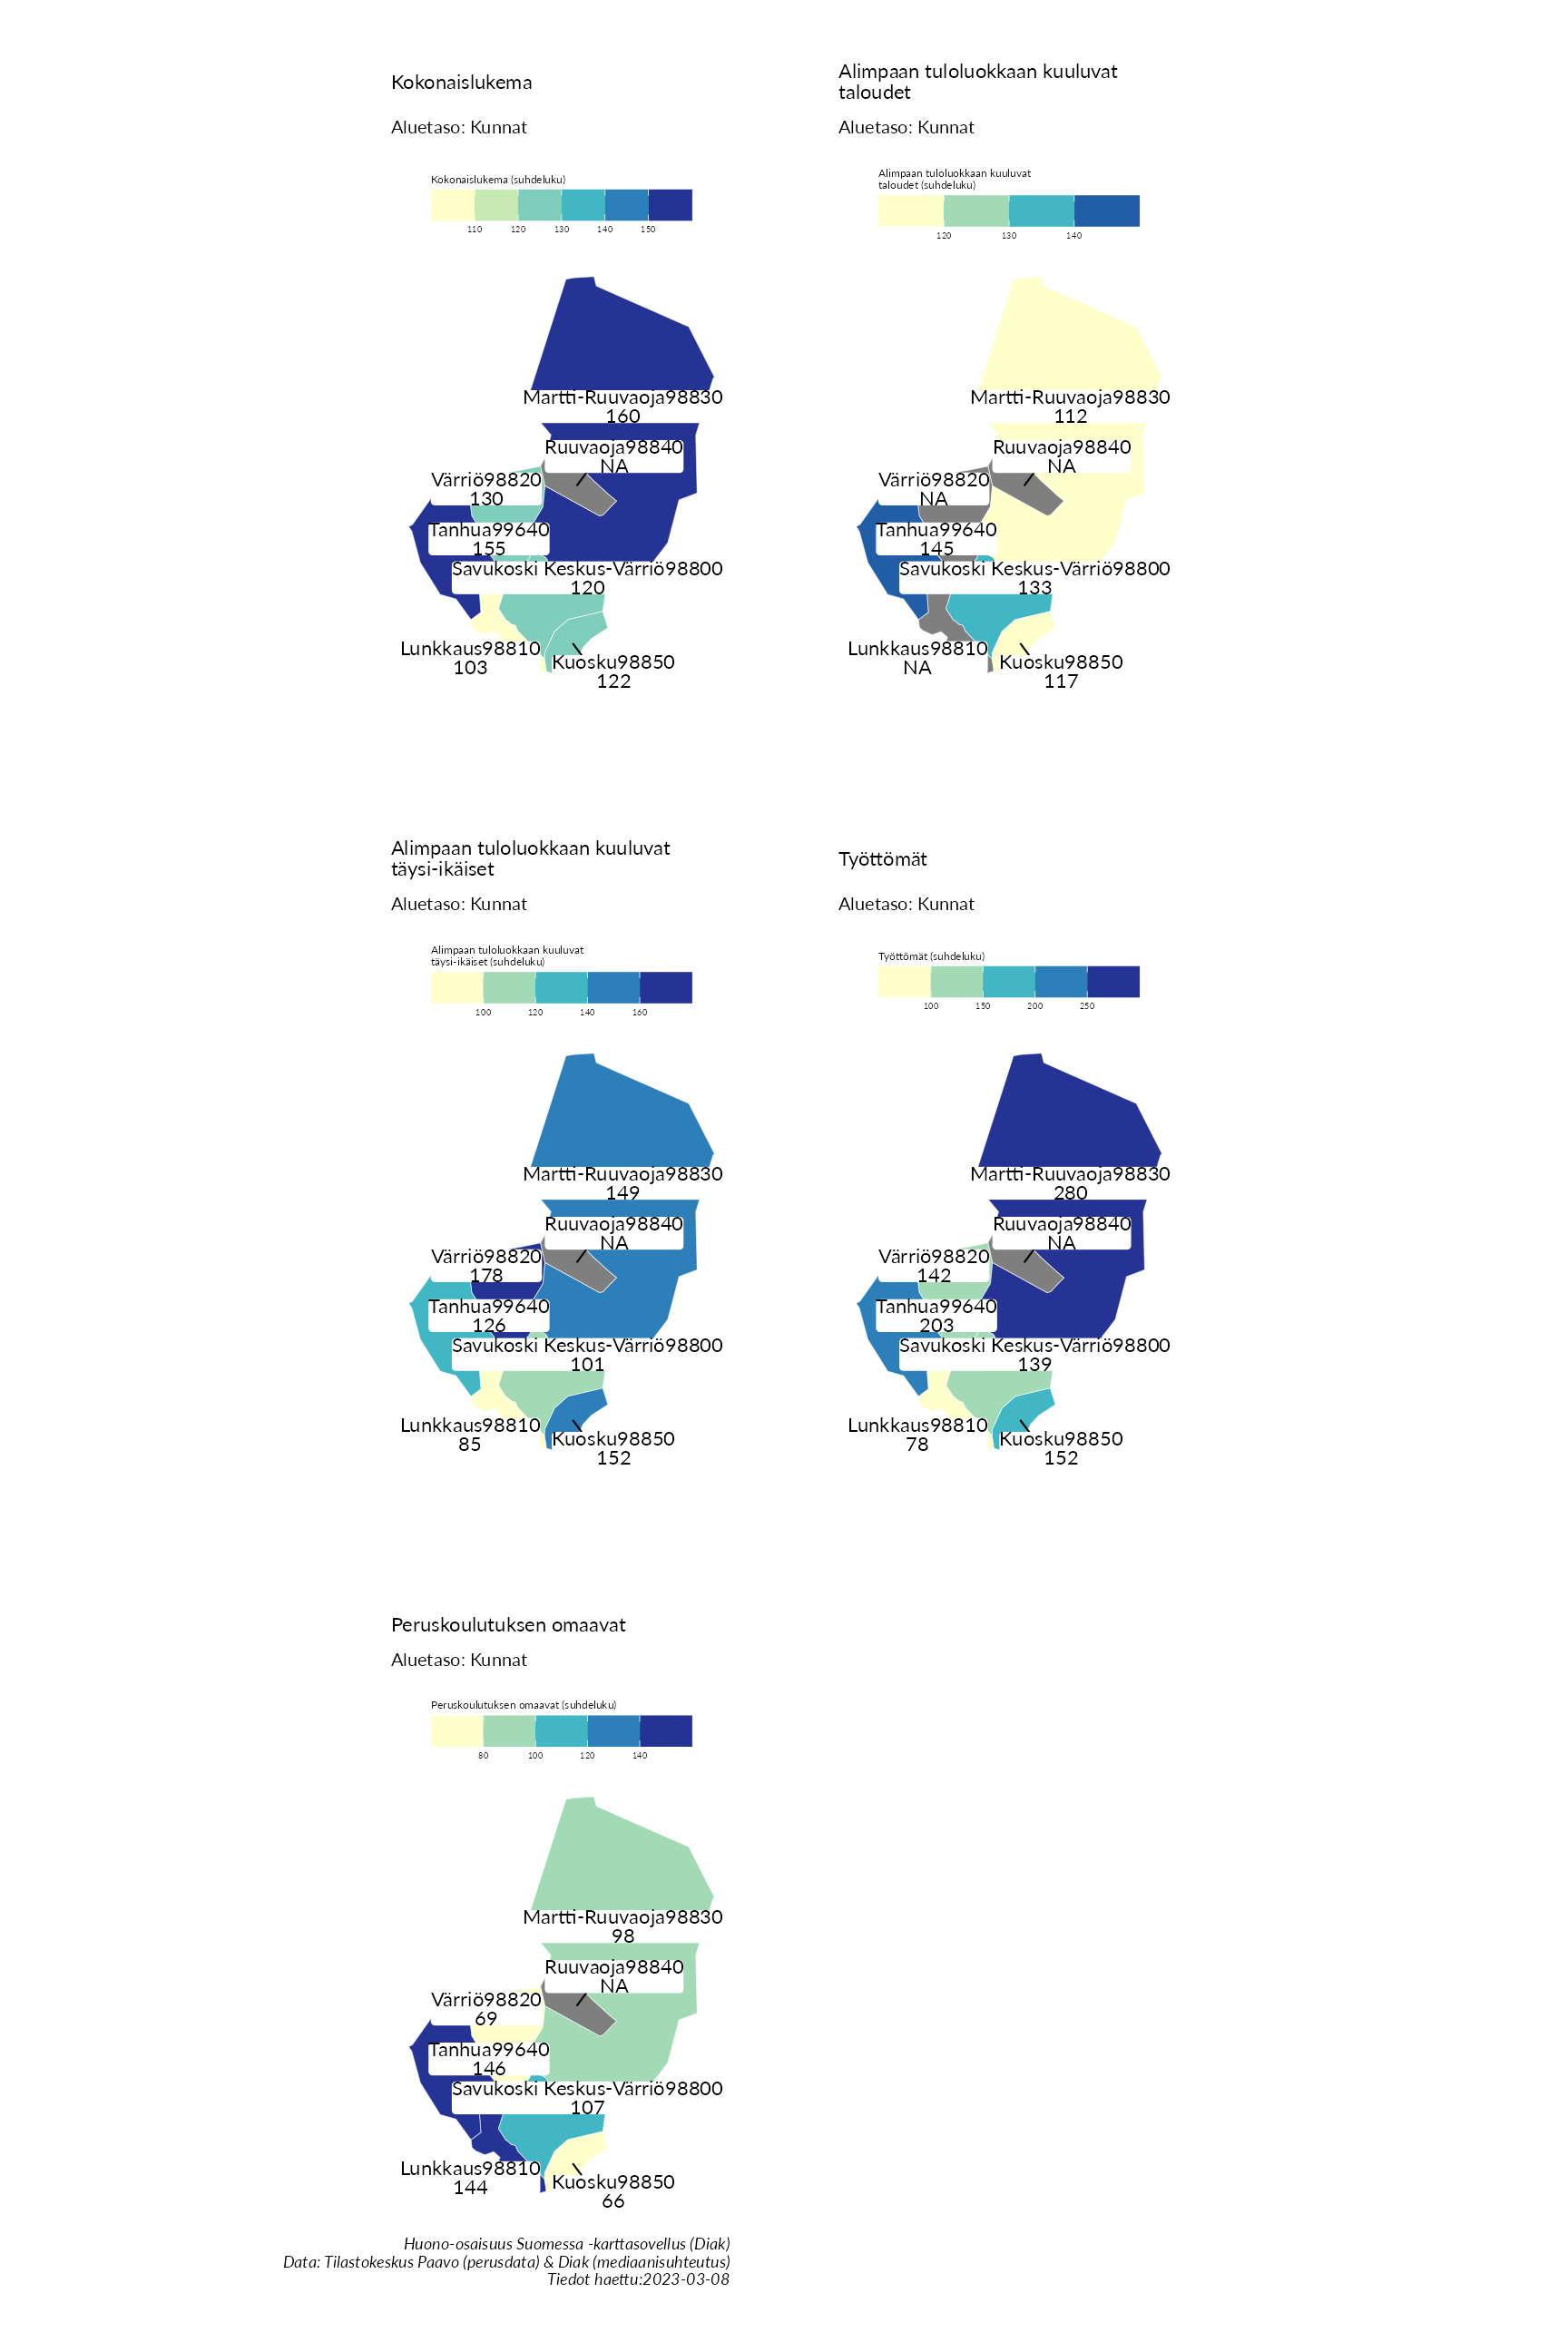 Kokonaislukema
Aluetaso: Kunnat
Kokonaislukema (suhdeluku)
110 120 130 140 150
Martti-Ruuvaoja98830
160
Ruuvaoja98840
NA
Värriö98820
130
Tanhua99640
155
Savukoski Keskus-Värriö98800
120
Lunkkaus98810
103
Kuosku98850
122
Alimpaan tuloluokkaan kuuluvat
taloudet
Aluetaso: Kunnat
Alimpaan tuloluokkaan kuuluvat
taloudet (suhdeluku)
120 130 140
Martti-Ruuvaoja98830
112
Ruuvaoja98840
NA
Värriö98820
NA
Tanhua99640
145
Savukoski Keskus-Värriö98800
133
Lunkkaus98810
NA
Kuosku98850
117
Alimpaan tuloluokkaan kuuluvat
täysi-ikäiset
Aluetaso: Kunnat
Alimpaan tuloluokkaan kuuluvat
täysi-ikäiset (suhdeluku)
100 120 140 160
Martti-Ruuvaoja98830
149
Ruuvaoja98840
NA
Värriö98820
178
Tanhua99640
126
Savukoski Keskus-Värriö98800
101
Lunkkaus98810
85
Kuosku98850
152
Työttömät
Aluetaso: Kunnat
Työttömät (suhdeluku)
100 150 200 250
Martti-Ruuvaoja98830
280
Ruuvaoja98840
NA
Värriö98820
142
Tanhua99640
203
Savukoski Keskus-Värriö98800
139
Lunkkaus98810
78
Kuosku98850
152
Peruskoulutuksen omaavat
Aluetaso: Kunnat
Peruskoulutuksen omaavat (suhdeluku)
80 100 120 140
Martti-Ruuvaoja98830
98
Ruuvaoja98840
NA
Värriö98820
69
Tanhua99640
146
Savukoski Keskus-Värriö98800
107
Lunkkaus98810
144
Kuosku98850
66
Huono-osaisuus Suomessa -karttasovellus (Diak)
Data: Tilastokeskus Paavo (perusdata) & Diak (mediaanisuhteutus)
Tiedot haettu:2023-03-08